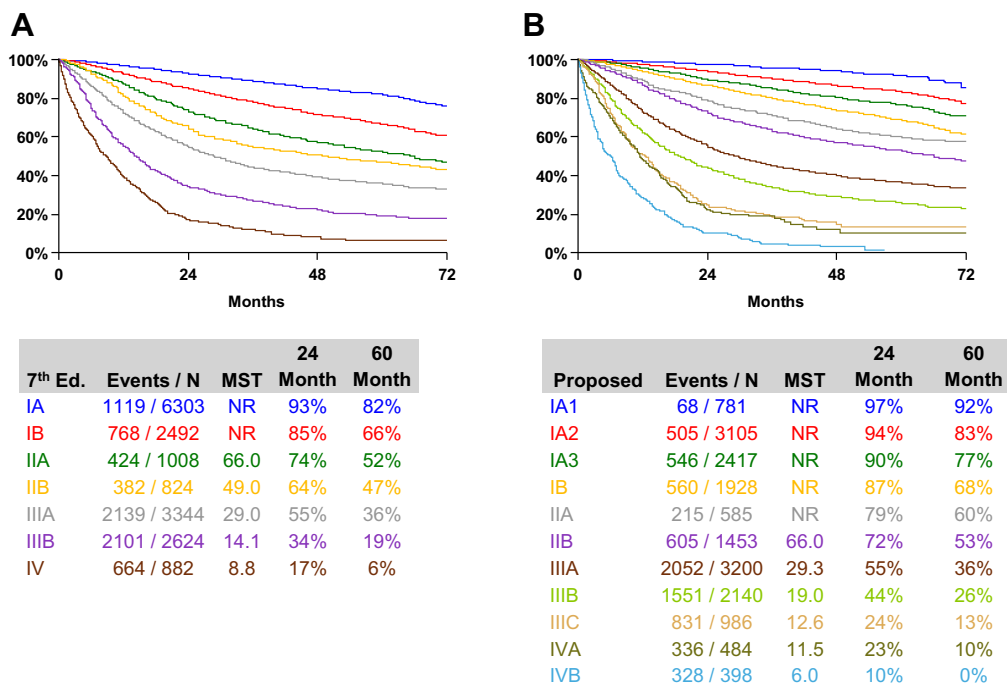 A
100%
80%
60%
40%
20%
0%
0 24 48 72
Months
7th Ed. Events / N MST 24 Month 60 Month
IA 1119 / 6303 NR 93% 82%
IB 768 / 2492 NR 85% 66%
IIA 424 / 1008 66.0 74% 52%
IIB 382 / 824 49.0 64% 47%
IIIA 2139 / 3344 29.0 55% 36%
IIIB 2101 / 2624 14.1 34% 19%
IV 664 / 882 8.8 17% 6%
B
100%
80%
60%
40%
20%
0%
0 24 48 72
Months
Proposed Events / N MST 24 Month 60 Month
IA1 68 / 781 NR 97% 92%
IA2 505 / 3105 NR 94% 83%
IA3 546 / 2417 NR 90% 77%
IB 560 / 1928 NR 87% 68%
IIA 215 / 585 NR 79% 60%
IIB 605 / 1453 66.0 72% 53%
IIIA 2052 / 3200 29.3 55% 36%
IIIB 1551 / 2140 19.0 44% 26%
IIIC 831 / 986 12.6 24% 13%
IVA 336 / 484 11.5 23% 10%
IVB 328 / 398 6.0 10% 0%